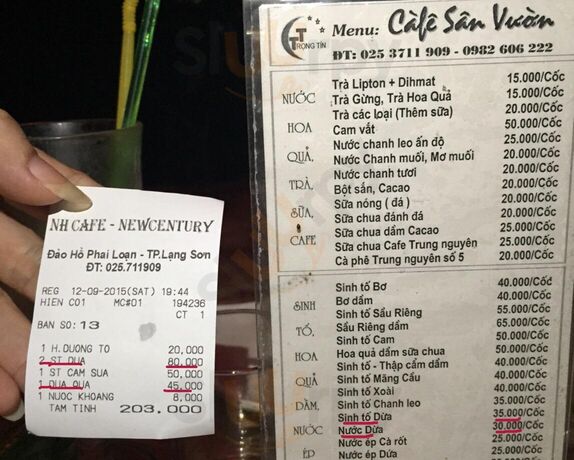 NH CAFE - NEWCENTURY
Đảo Hồ Phai Loạn - TP.Lạng Sơn
ĐT: 025.711909
REG 12-09-2015(SAT) 19:44
HIEN C01 MC#01 194236
CT 1
BAN SO: 13
1 H.DUONG TO 20,000
2 ST DUA 80,000
1 ST CAM SUA 50,000
1 DUA QUA 45,000
1 NUOC KHOANG 8,000
TAM TINH 203.000
TT
TRỌNG TÍN
Menu: Càfê Sân Vườn
ĐT: 025 3711 909 - 0982 606 222
NƯỚC
HOA
QUẢ,
TRÀ,
SỮA,
CAFE
Trà Lipton + Dihmat 15.000/Cốc
Trà Gừng, Trà Hoa Quả 15.000/Cốc
Trà các loại (Thêm sữa) 20.000/Cốc
Cam vắt 50.000/Cốc
Nước chanh leo ấn độ 25.000/Cốc
Nước Chanh muối, Mơ muối 20.000/Cốc
Nước chanh tươi 20.000/Cốc
Bột sắn, Cacao 20.000/Cốc
Sữa nóng ( đá ) 20.000/Cốc
Sữa chua đánh đá 20.000/Cốc
Sữa chua dầm Cacao 25.000/Cốc
Sữa chua Cafe Trung nguyên 25.000/Cốc
Cà phê Trung nguyên số 5 20.000/Cốc
SINH
TỐ,
HOA
QUẢ
DẦM,
NƯỚC
ÉP
Sinh tố Bơ 40.000/Cốc
Bơ dầm 40.000/Cốc
Sinh tố Sầu Riêng 55.000/Cốc
Sầu Riêng dầm 65.000/Cốc
Sinh tố Cam 50.000/Cốc
Hoa quả dầm sữa chua 40.000/Cốc
Sinh tố - Thập cẩm dầm 40.000/Cốc
Sinh tố Mãng Cầu 40.000/Cốc
Sinh tố Xoài 40.000/Cốc
Sinh tố Chanh leo 35.000/Cốc
Sinh tố Dừa 35.000/Cốc
Nước Dừa 30.000/Cốc
Nước ép Cà rốt 25.000/Cốc
Nước ép Dứa 25.000/Cốc